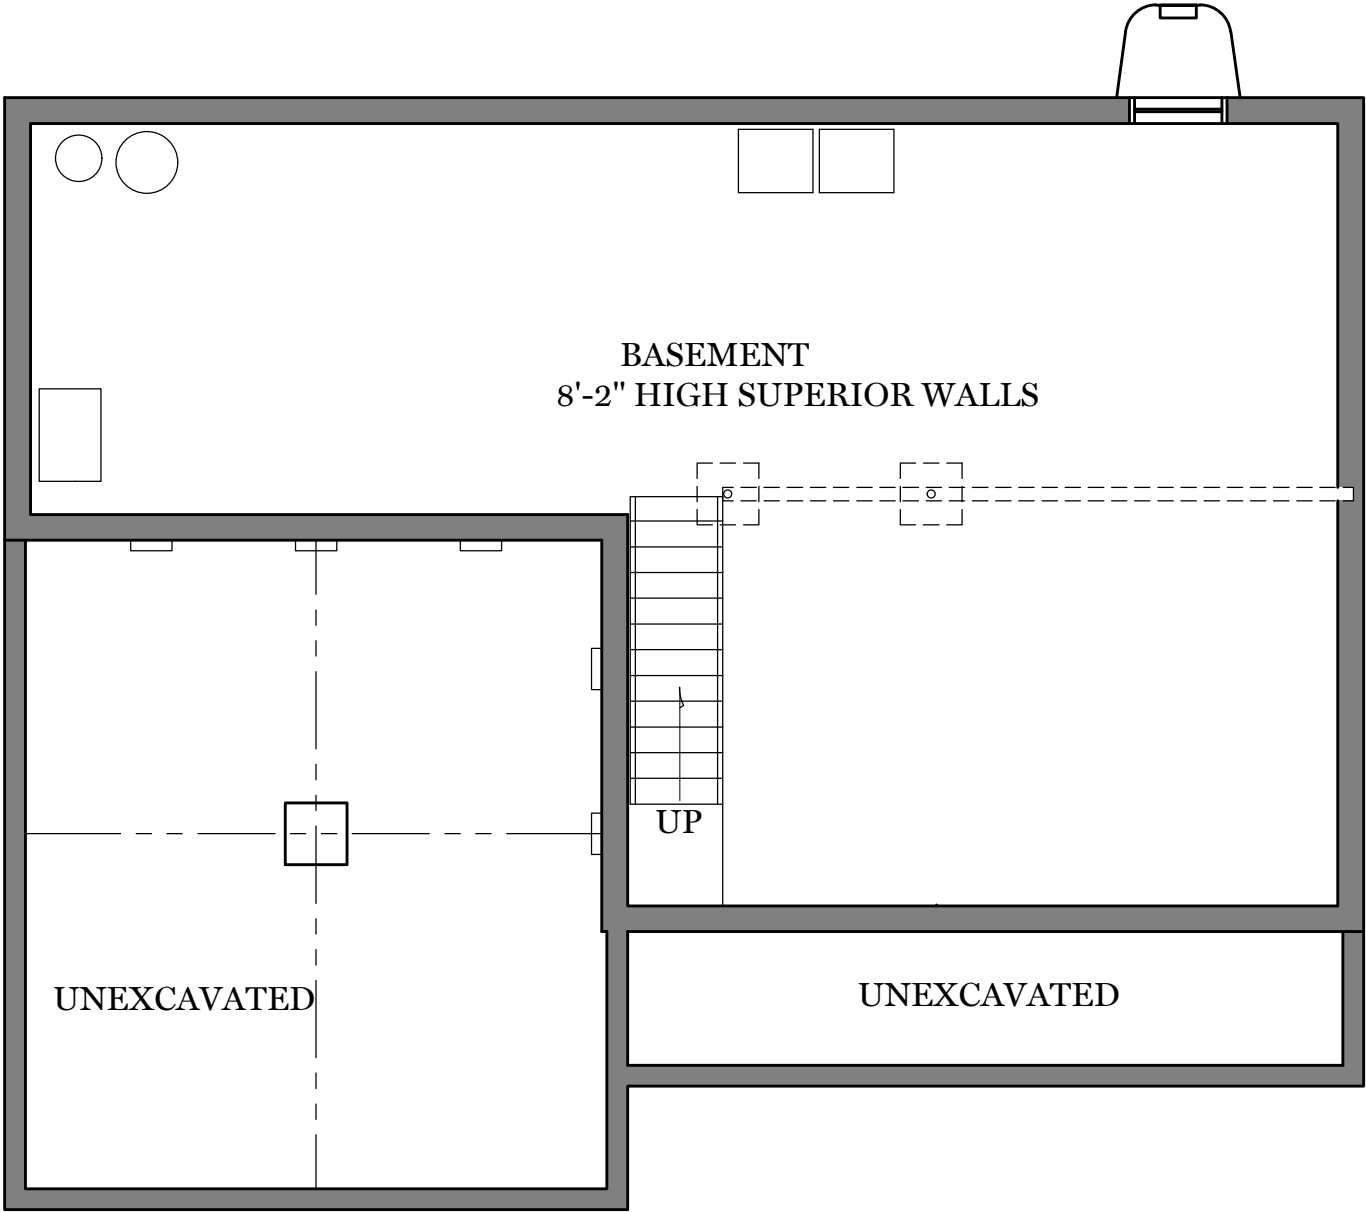 BASEMENT
8'-2" HIGH SUPERIOR WALLS
UP
UNEXCAVATED
UNEXCAVATED